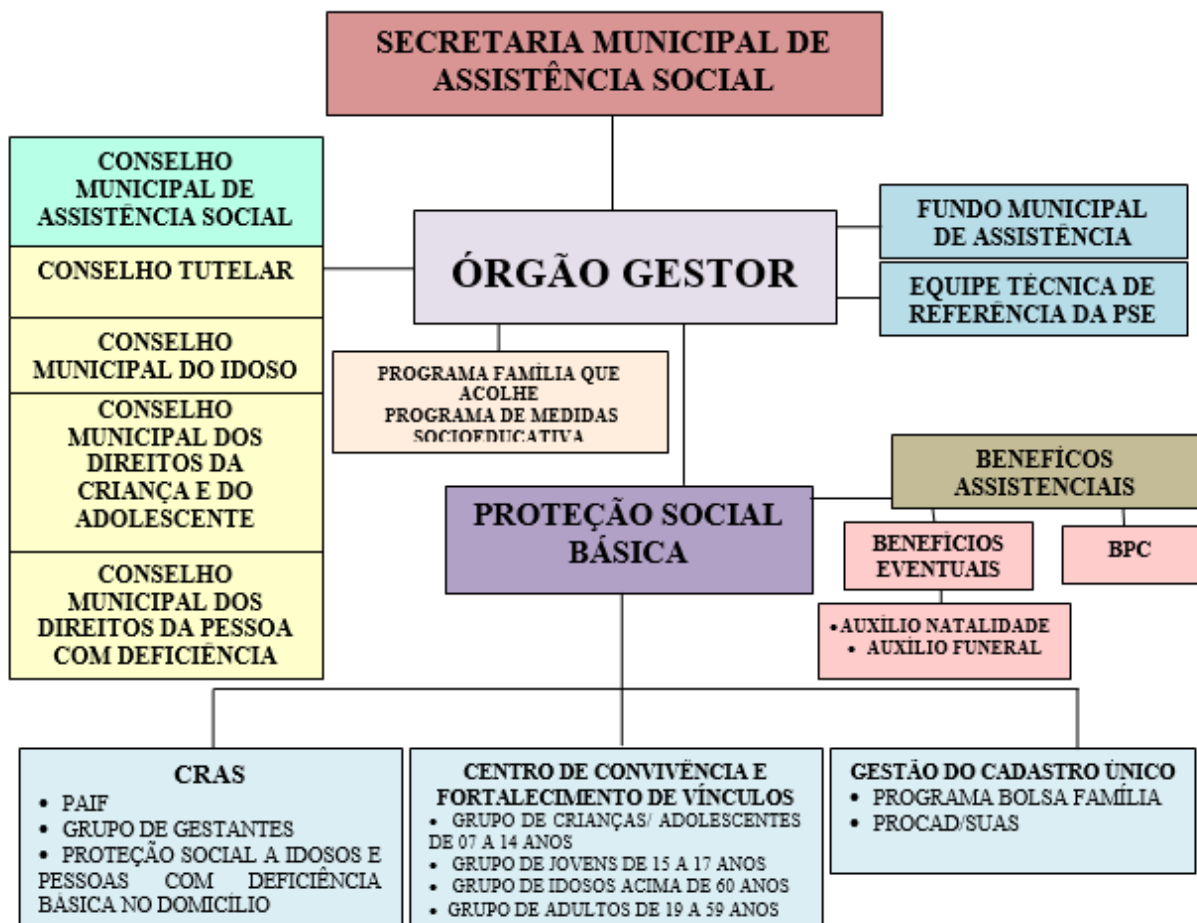 SECRETARIA MUNICIPAL DE
ASSISTÊNCIA SOCIAL
CONSELHO
MUNICIPAL DE
ASSISTÊNCIA SOCIAL
CONSELHO TUTELAR
CONSELHO
MUNICIPAL DO IDOSO
CONSELHO
MUNICIPAL DOS
DIREITOS DA
CRIANÇA E DO
ADOLESCENTE
CONSELHO
MUNICIPAL DOS
DIREITOS DA PESSOA
COM DEFICIÊNCIA
ÓRGÃO GESTOR
FUNDO MUNICIPAL
DE ASSISTÊNCIA
EQUIPE TÉCNICA DE
REFERÊNCIA DA PSE
PROGRAMA FAMÍLIA QUE
ACOLHE
PROGRAMA DE MEDIDAS
SOCIOEDUCATIVA
PROTEÇÃO SOCIAL
BÁSICA
BENEFÍCOS
ASSISTENCIAIS
BENEFÍCIOS
EVENTUAIS
BPC
•AUXÍLIO NATALIDADE
• AUXÍLIO FUNERAL
CRAS
• PAIF
• GRUPO DE GESTANTES
• PROTEÇÃO SOCIAL A IDOSOS E
PESSOAS COM DEFICIÊNCIA
BÁSICA NO DOMICÍLIO
CENTRO DE CONVIVÊNCIA E
FORTALECIMENTO DE VÍNCULOS
• GRUPO DE CRIANÇAS/ ADOLESCENTES
DE 07 A 14 ANOS
• GRUPO DE JOVENS DE 15 A 17 ANOS
• GRUPO DE IDOSOS ACIMA DE 60 ANOS
• GRUPO DE ADULTOS DE 19 A 59 ANOS
GESTÃO DO CADASTRO ÚNICO
• PROGRAMA BOLSA FAMÍLIA
• PROCAD/SUAS